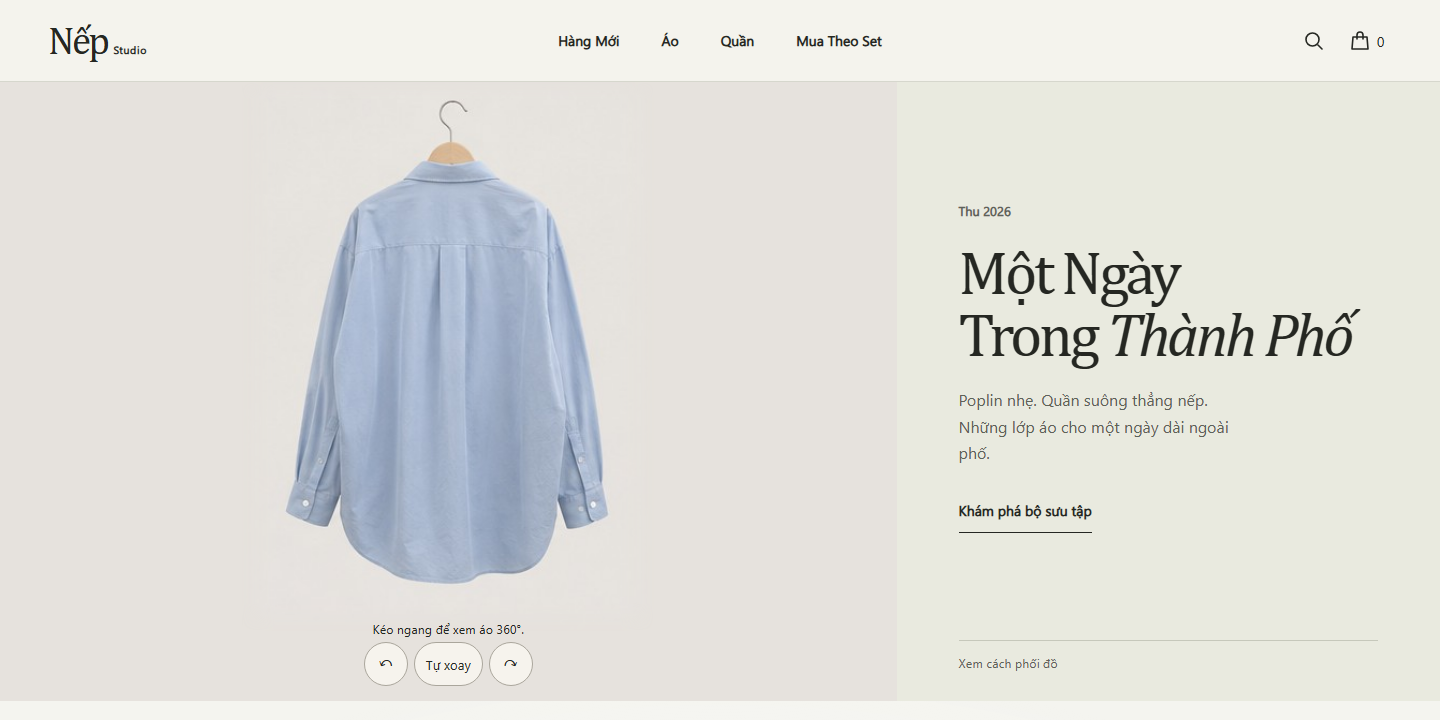 Nếp Studio
Hàng Mới
Áo
Quần
Mua Theo Set
0
Thu 2026
Một Ngày
Trong Thành Phố
Poplin nhẹ. Quần suông thẳng nếp.
Những lớp áo cho một ngày dài ngoài
phố.
Khám phá bộ sưu tập
Xem cách phối đồ
Kéo ngang để xem áo 360°.
Tự xoay